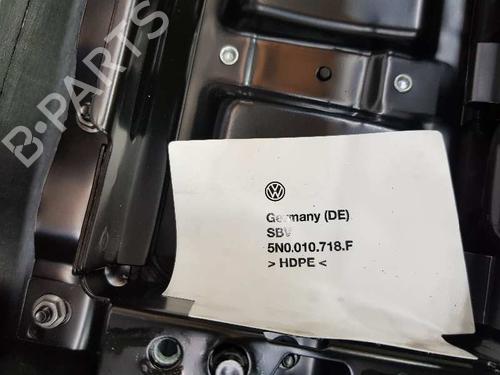 B-PARTS
Germany (DE)
SBV
5N0.010.718.F
> HDPE <